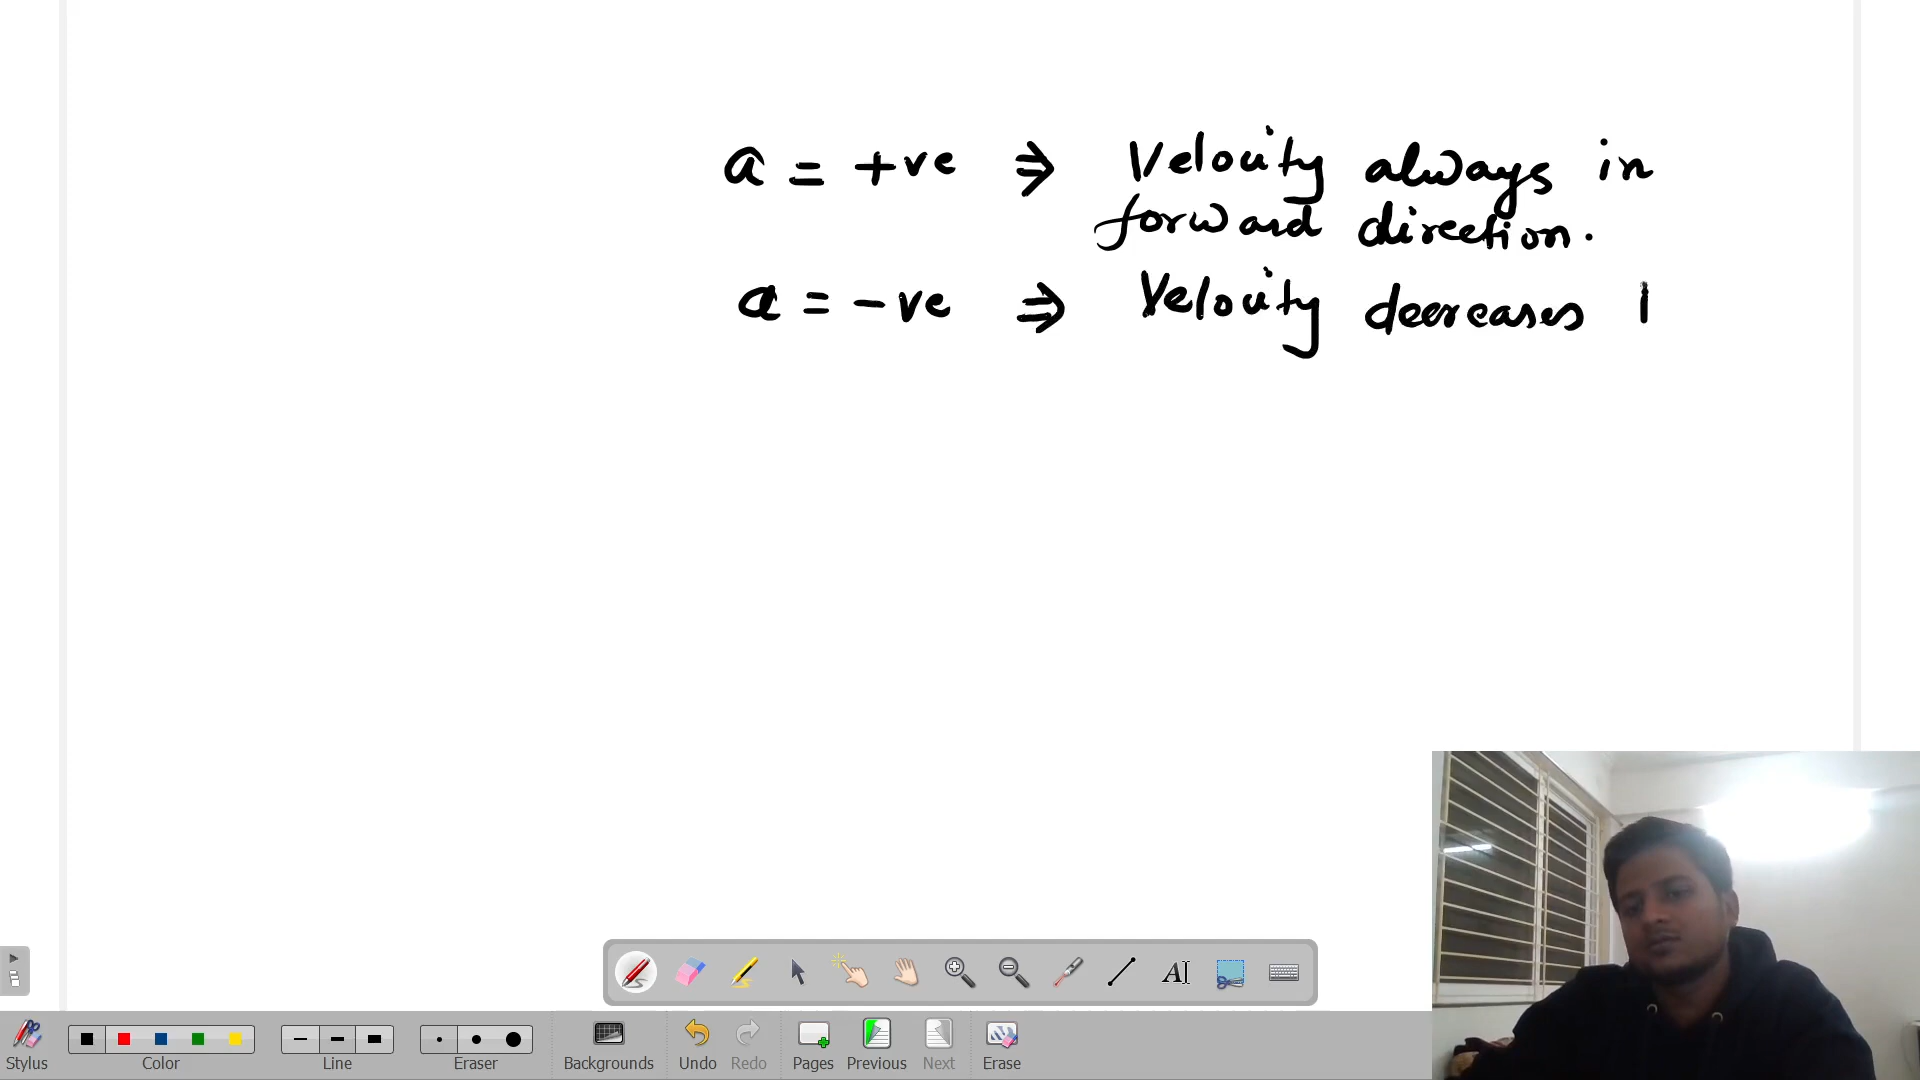 a = +ve ⇒ Velocity always in
forward direction.
a = -ve ⇒ Velocity decreases
Stylus
Color
Line
Eraser
Backgrounds
Undo
Redo
Pages
Previous
Next
Erase